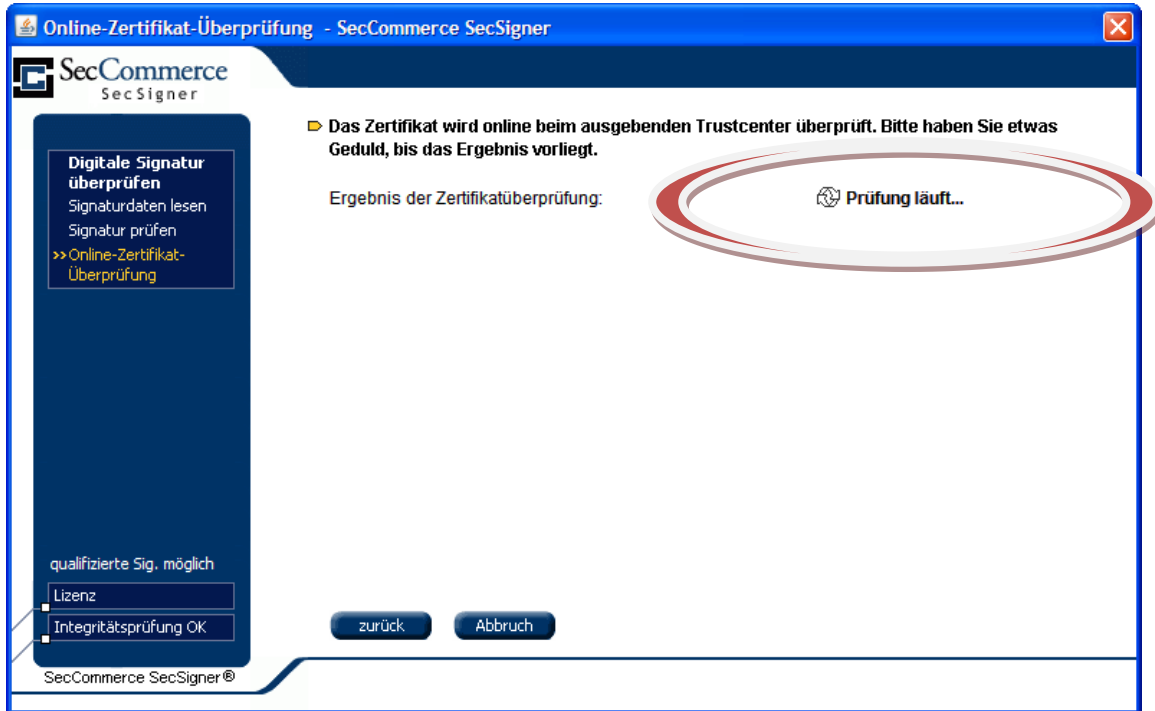 Online-Zertifikat-Überprüfung - SecCommerce SecSigner
SecCommerce
SecSigner
Digitale Signatur
überprüfen
Signaturdaten lesen
Signatur prüfen
>> Online-Zertifikat-
Überprüfung
Das Zertifikat wird online beim ausgebenden Trustcenter überprüft. Bitte haben Sie etwas
Geduld, bis das Ergebnis vorliegt.
Ergebnis der Zertifikatüberprüfung: Prüfung läuft...
qualifizierte Sig. möglich
Lizenz
Integritätsprüfung OK
zurück Abbruch
SecCommerce SecSigner®